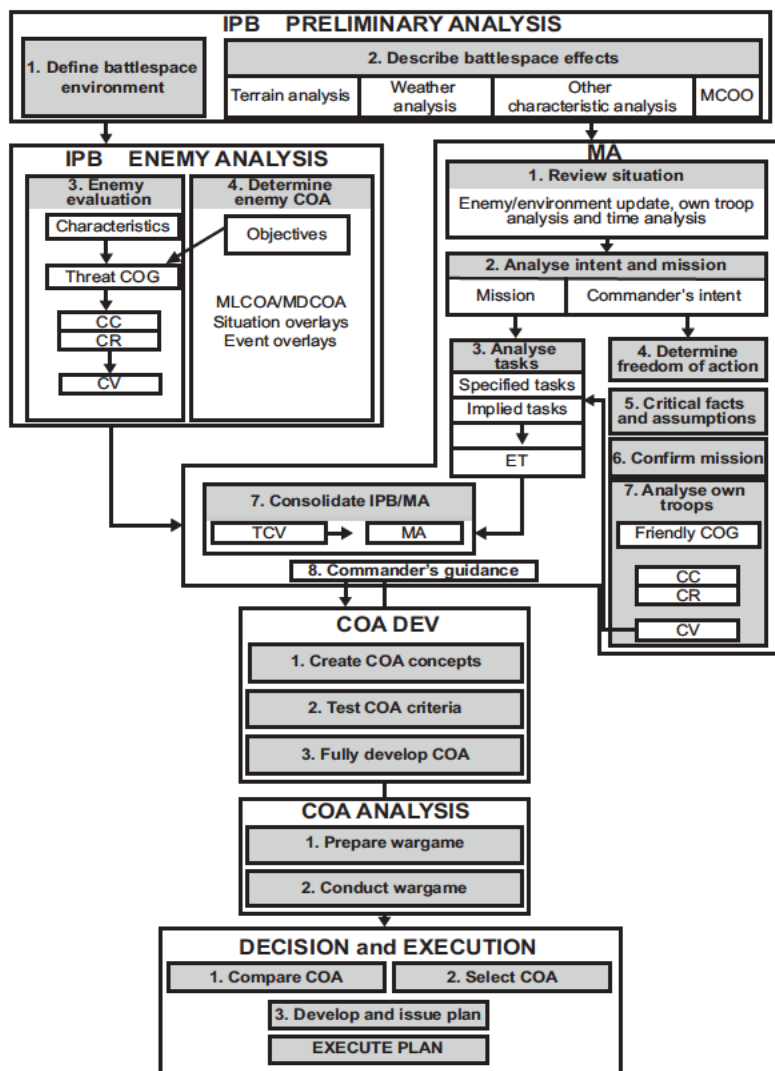 IPB PRELIMINARY ANALYSIS
1. Define battlespace
environment
2. Describe battlespace effects
Terrain analysis
Weather
analysis
Other
characteristic analysis
MCOO
IPB ENEMY ANALYSIS
3. Enemy
evaluation
Characteristics
Threat COG
CC
CR
CV
4. Determine
enemy COA
Objectives
MLCOA/MDCOA
Situation overlays
Event overlays
MA
1. Review situation
Enemy/environment update, own troop
analysis and time analysis
2. Analyse intent and mission
Mission
Commander's intent
3. Analyse
tasks
Specified tasks
Implied tasks
ET
4. Determine
freedom of action
5. Critical facts
and assumptions
6. Confirm mission
7. Analyse own
troops
Friendly COG
CC
CR
CV
7. Consolidate IPB/MA
TCV
MA
8. Commander's guidance
COA DEV
1. Create COA concepts
2. Test COA criteria
3. Fully develop COA
COA ANALYSIS
1. Prepare wargame
2. Conduct wargame
DECISION and EXECUTION
1. Compare COA
2. Select COA
3. Develop and issue plan
EXECUTE PLAN